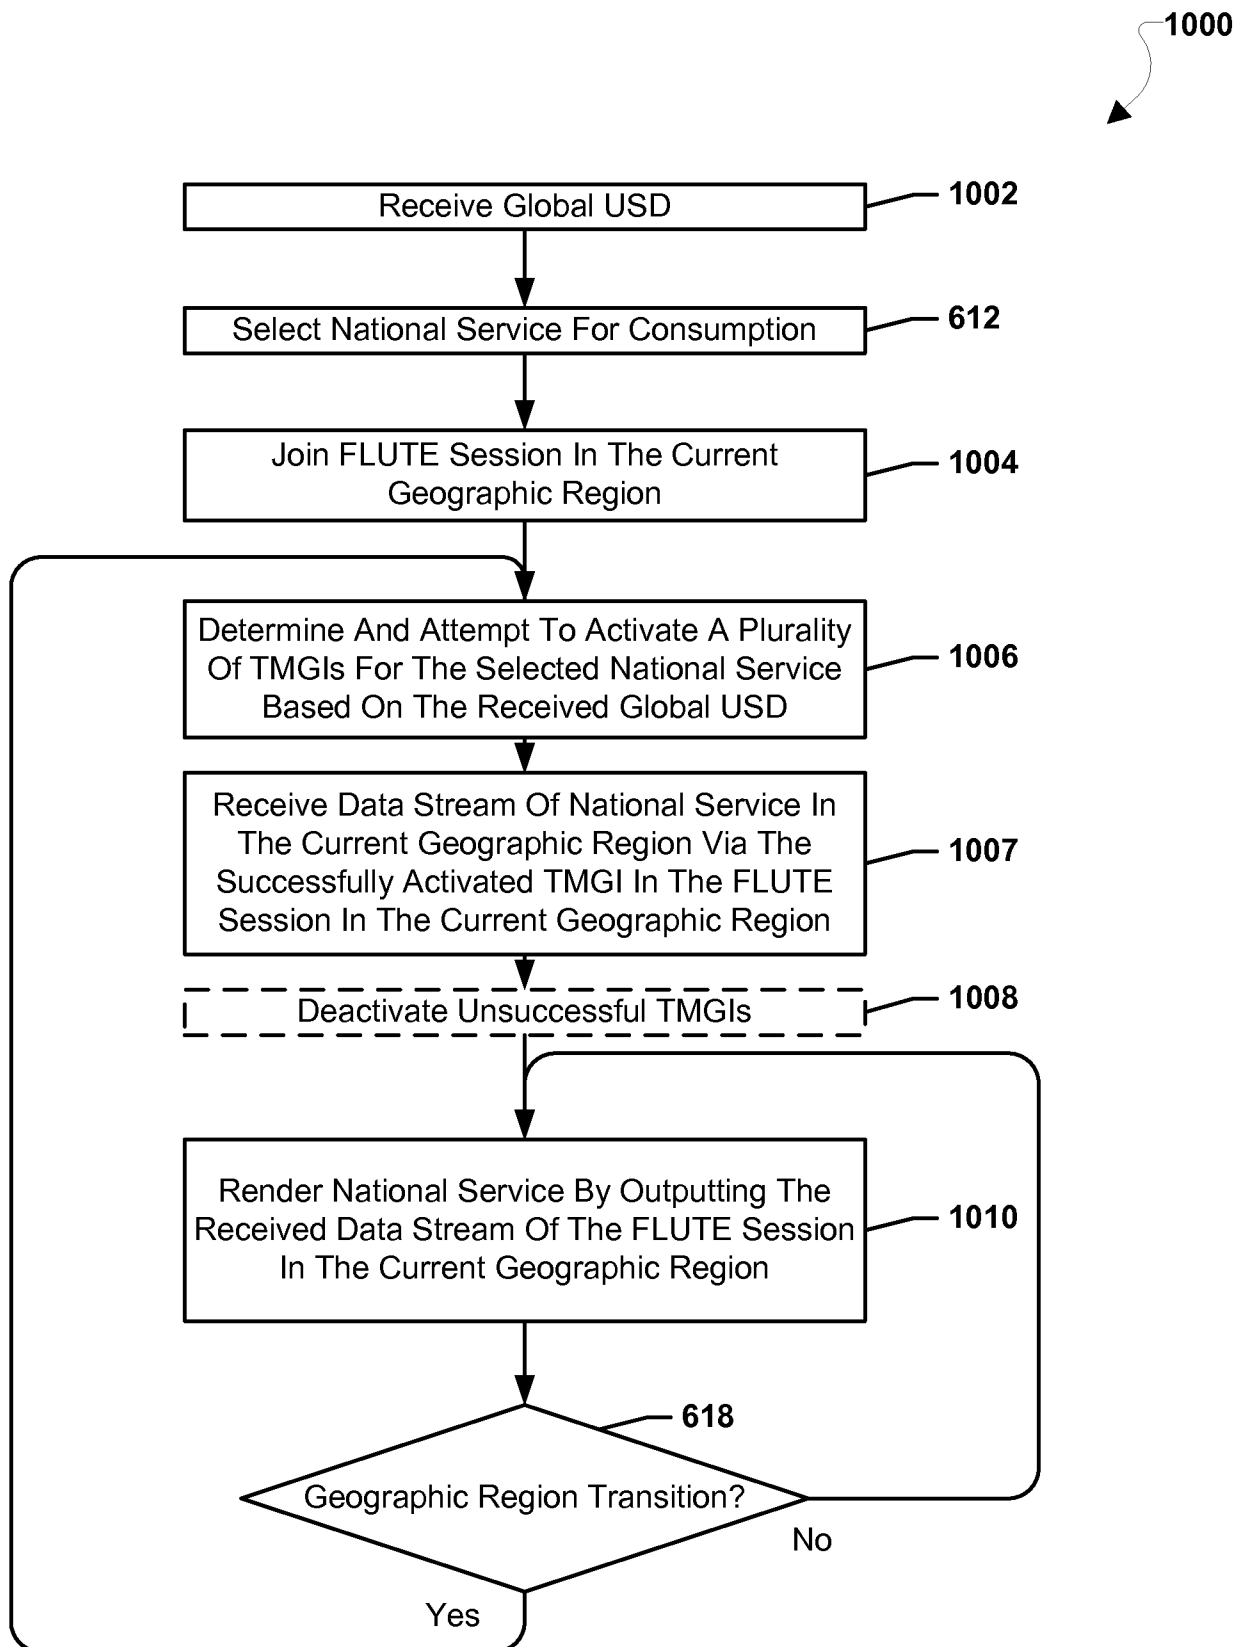 1000
Receive Global USD
1002
Select National Service For Consumption
612
Join FLUTE Session In The Current
Geographic Region
1004
Determine And Attempt To Activate A Plurality
Of TMGIs For The Selected National Service
Based On The Received Global USD
1006
Receive Data Stream Of National Service In
The Current Geographic Region Via The
Successfully Activated TMGI In The FLUTE
Session In The Current Geographic Region
1007
Deactivate Unsuccessful TMGIs
1008
Render National Service By Outputting The
Received Data Stream Of The FLUTE Session
In The Current Geographic Region
1010
618
Geographic Region Transition?
No
Yes